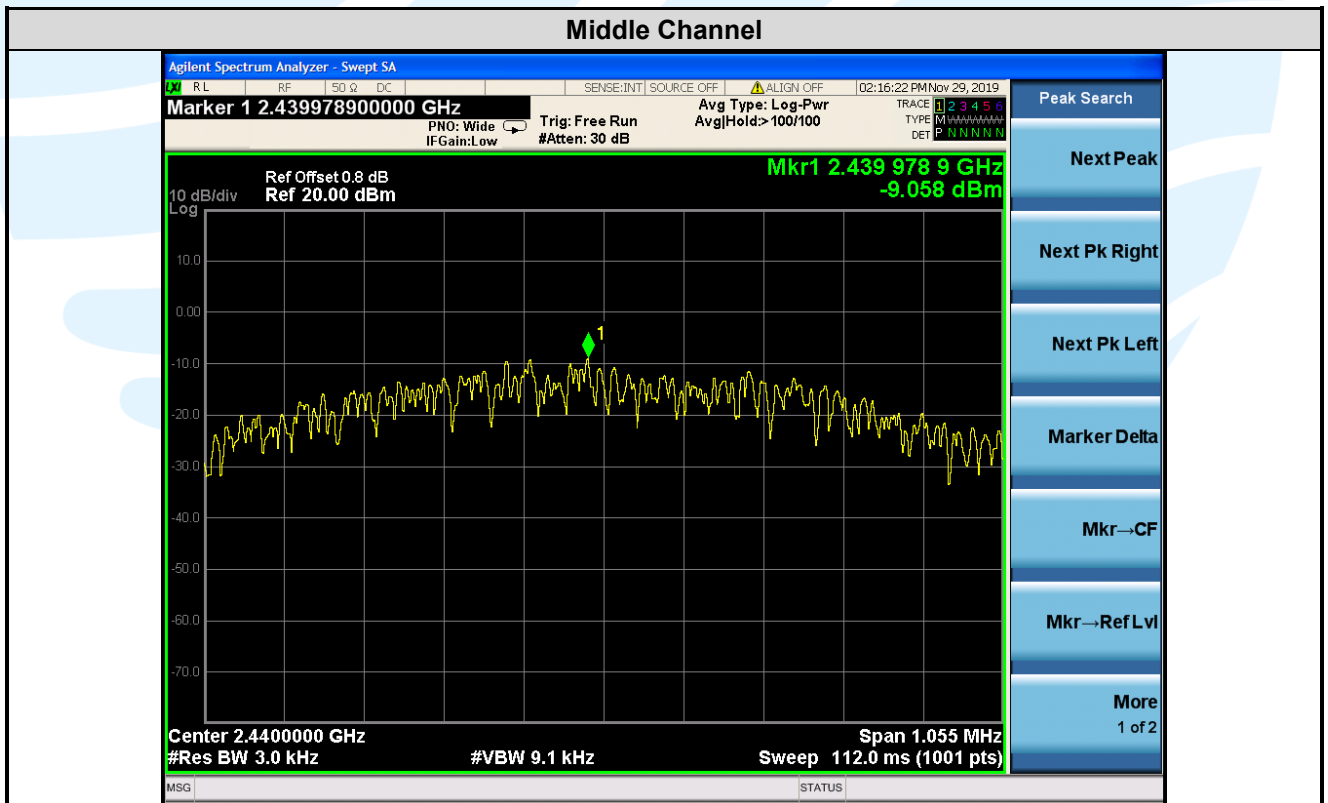 Middle Channel
Agilent Spectrum Analyzer - Swept SA
LXI RL RF 50 Ω DC SENSE:INT SOURCE OFF ALIGN OFF 02:16:22 PM Nov 29, 2019
Marker 1 2.439978900000 GHz
PNO: Wide
IFGain:Low
Trig: Free Run
#Atten: 30 dB
Avg Type: Log-Pwr
Avg|Hold:>100/100
TRACE 1 2 3 4 5 6
TYPE M
DET P N N N N N
Mkr1 2.439 978 9 GHz
-9.058 dBm
Ref Offset 0.8 dB
10 dB/div Ref 20.00 dBm
Log
10.0
0.00
1
-10.0
-20.0
-30.0
-40.0
-50.0
-60.0
-70.0
Center 2.4400000 GHz Span 1.055 MHz
#Res BW 3.0 kHz #VBW 9.1 kHz Sweep 112.0 ms (1001 pts)
MSG STATUS
Peak Search
Next Peak
Next Pk Right
Next Pk Left
Marker Delta
Mkr→CF
Mkr→Ref Lvl
More
1 of 2